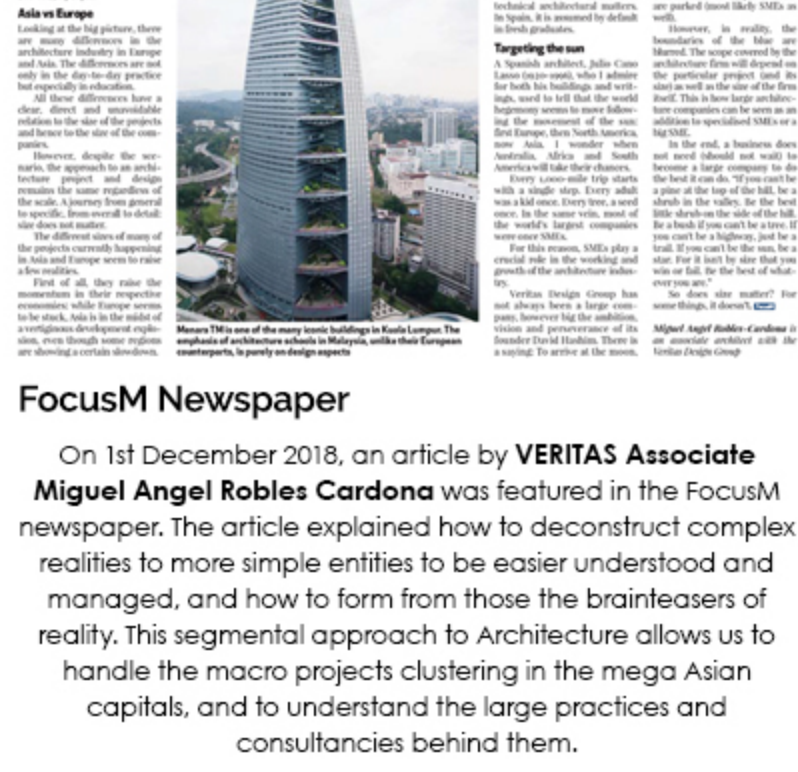 Asia vs Europe
Looking at the big picture, there
are many differences in the
architecture industry in Europe
and Asia. The differences are not
only in the day-to-day practice
but especially in education.
All these differences have a
clear, direct and unavoidable
relation to the size of the projects
and hence to the size of the com-
panies.
However, despite the sce-
nario, the approach to an archi-
tecture project and design
remains the same regardless of
the scale. A journey from general
to specific, from overall to detail:
size does not matter.
The different sizes of many of
the projects currently happening
in Asia and Europe seem to raise
a few realities.
First of all, they raise the
momentum in their respective
economies; while Europe seems
to be stuck, Asia is in the midst of
a vertiginous development explo-
sion, even though some regions
are showing a certain slowdown.
Menara TM is one of the many iconic buildings in Kuala Lumpur. The
emphasis of architecture schools in Malaysia, unlike their European
counterparts, is purely on design aspects
technical architectural matters.
In Spain, it is assumed by default
in fresh graduates.
Targeting the sun
A Spanish architect, Julio Cano
Lasso (1920-1996), who I admire
for both his buildings and writ-
ings, used to tell that the world
hegemony seems to move follow-
ing the movement of the sun:
first Europe, then North America,
now Asia. I wonder when
Australia, Africa and South
America will take their chances.
Every 1,000-mile trip starts
with a single step. Every adult
was a kid once. Every tree, a seed
once. In the same vein, most of
the world's largest companies
were once SMEs.
For this reason, SMEs play a
crucial role in the working and
growth of the architecture indus-
try.
Veritas Design Group has
not always been a large com-
pany, however big the ambition,
vision and perseverance of its
founder David Hashim. There is
a saying: To arrive at the moon,
are parked (most likely SMEs as
well).
However, in reality, the
boundaries of the blue are
blurred. The scope covered by the
architecture firm will depend on
the particular project (and its
size) as well as the size of the firm
itself. This is how large architec-
ture companies can be seen as an
addition to specialised SMEs or a
big SME.
In the end, a business does
not need (should not wait) to
become a large company to do
the best it can do. "If you can't be
a pine at the top of the hill, be a
shrub in the valley. Be the best
little shrub on the side of the hill.
Be a bush if you can't be a tree. If
you can't be a highway, just be a
trail. If you can't be the sun, be a
star. For it isn't by size that you
win or fail. Be the best of what-
ever you are."
So does size matter? For
some things, it doesn't.
Miguel Angel Robles-Cardona is
an associate architect with the
Veritas Design Group
FocusM Newspaper
On 1st December 2018, an article by VERITAS Associate
Miguel Angel Robles Cardona was featured in the FocusM
newspaper. The article explained how to deconstruct complex
realities to more simple entities to be easier understood and
managed, and how to form from those the brainteasers of
reality. This segmental approach to Architecture allows us to
handle the macro projects clustering in the mega Asian
capitals, and to understand the large practices and
consultancies behind them.